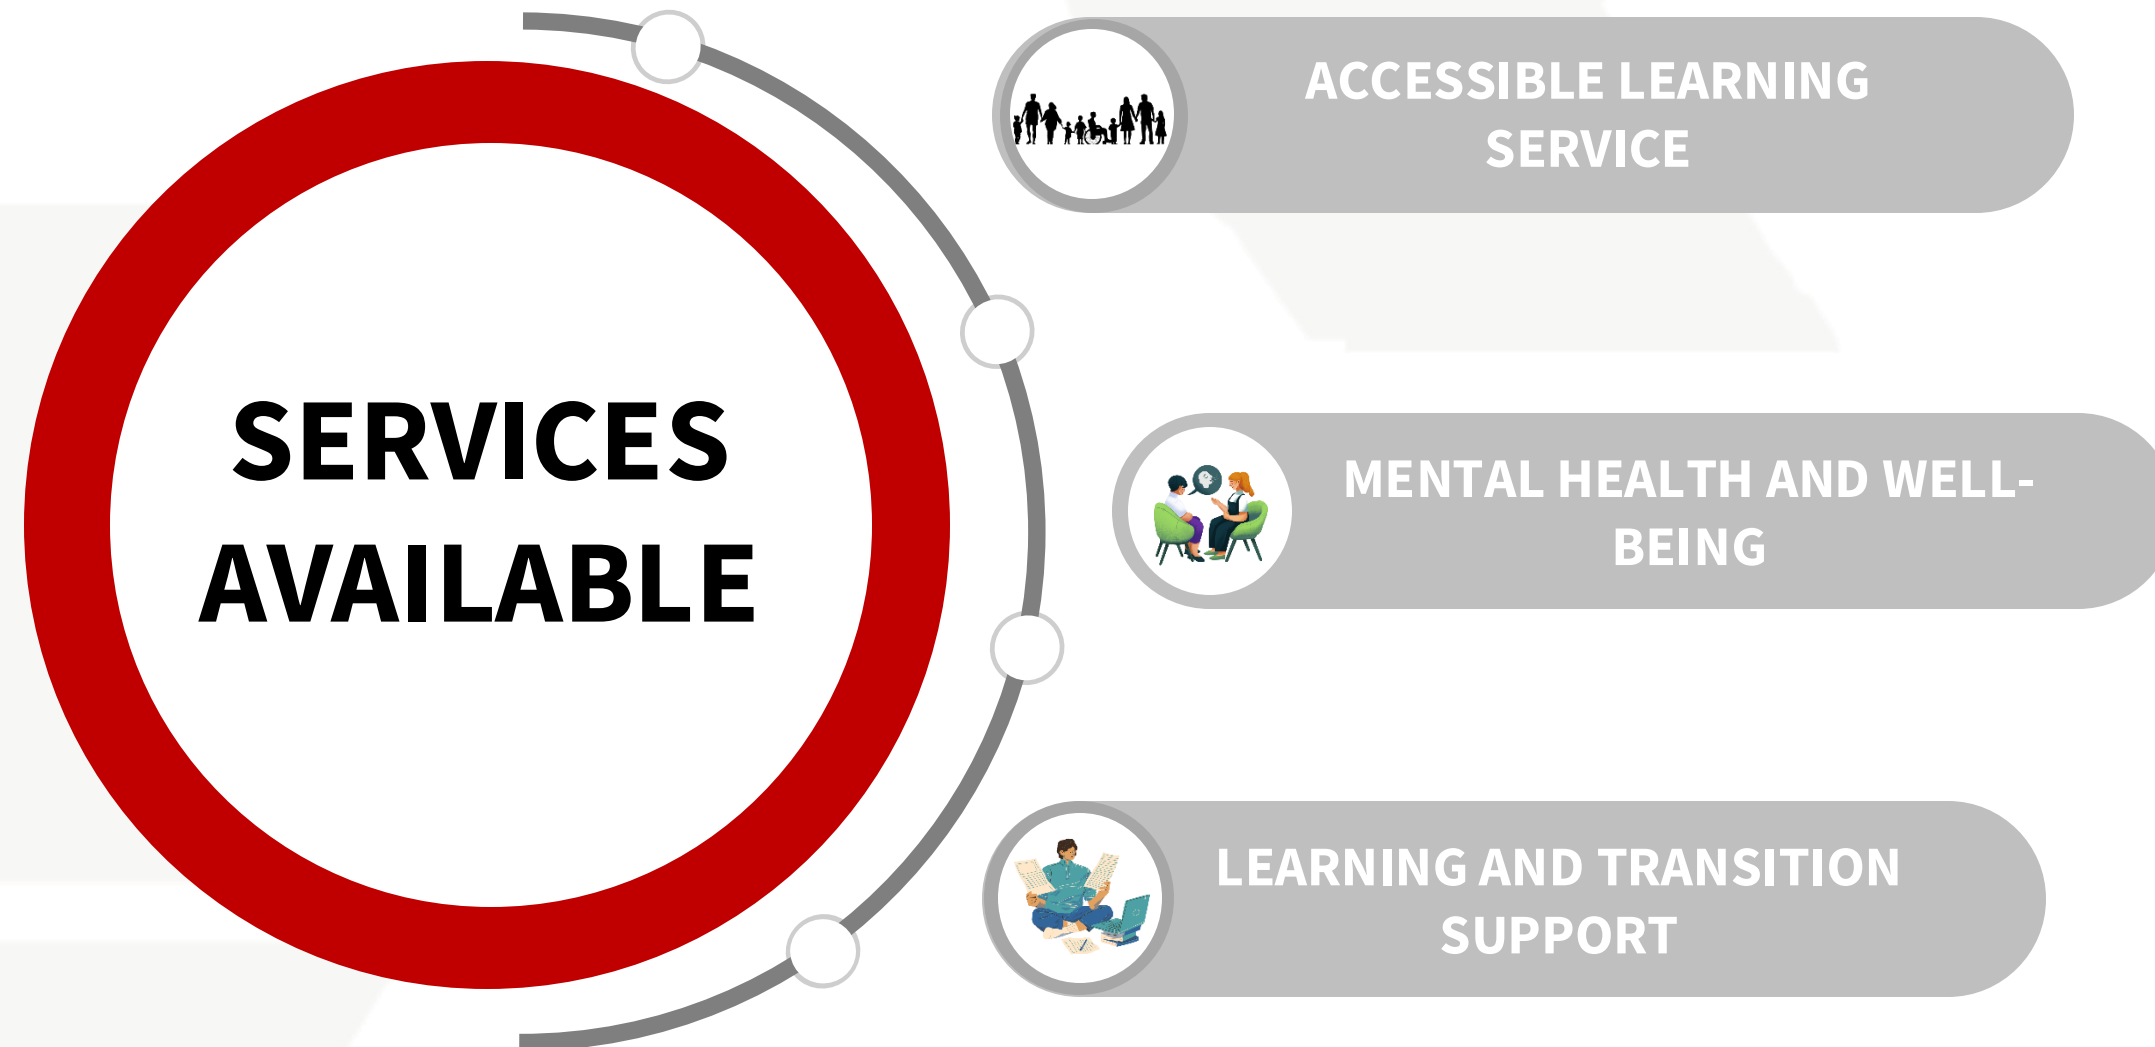 SERVICES
AVAILABLE
ACCESSIBLE LEARNING
SERVICE
MENTAL HEALTH AND WELL-
BEING
LEARNING AND TRANSITION
SUPPORT